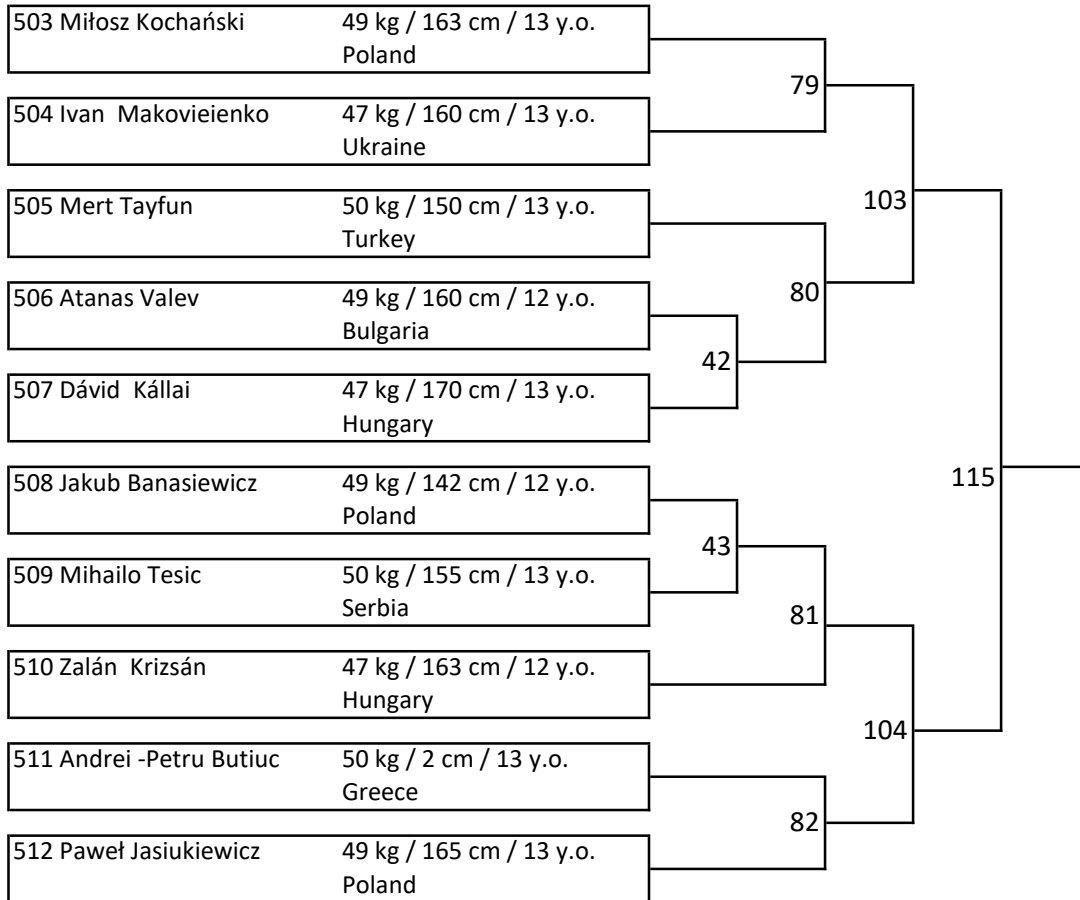 503 Miłosz Kochański 49 kg / 163 cm / 13 y.o.
Poland
79
504 Ivan  Makovieienko 47 kg / 160 cm / 13 y.o.
Ukraine
505 Mert Tayfun 50 kg / 150 cm / 13 y.o.
103
Turkey
506 Atanas Valev 49 kg / 160 cm / 12 y.o.
80
Bulgaria
42
507 Dávid  Kállai 47 kg / 170 cm / 13 y.o.
Hungary
508 Jakub Banasiewicz 49 kg / 142 cm / 12 y.o.
115
Poland
43
509 Mihailo Tesic 50 kg / 155 cm / 13 y.o.
Serbia
81
510 Zalán  Krizsán 47 kg / 163 cm / 12 y.o.
Hungary
104
511 Andrei -Petru Butiuc 50 kg / 2 cm / 13 y.o.
Greece
82
512 Paweł Jasiukiewicz 49 kg / 165 cm / 13 y.o.
Poland